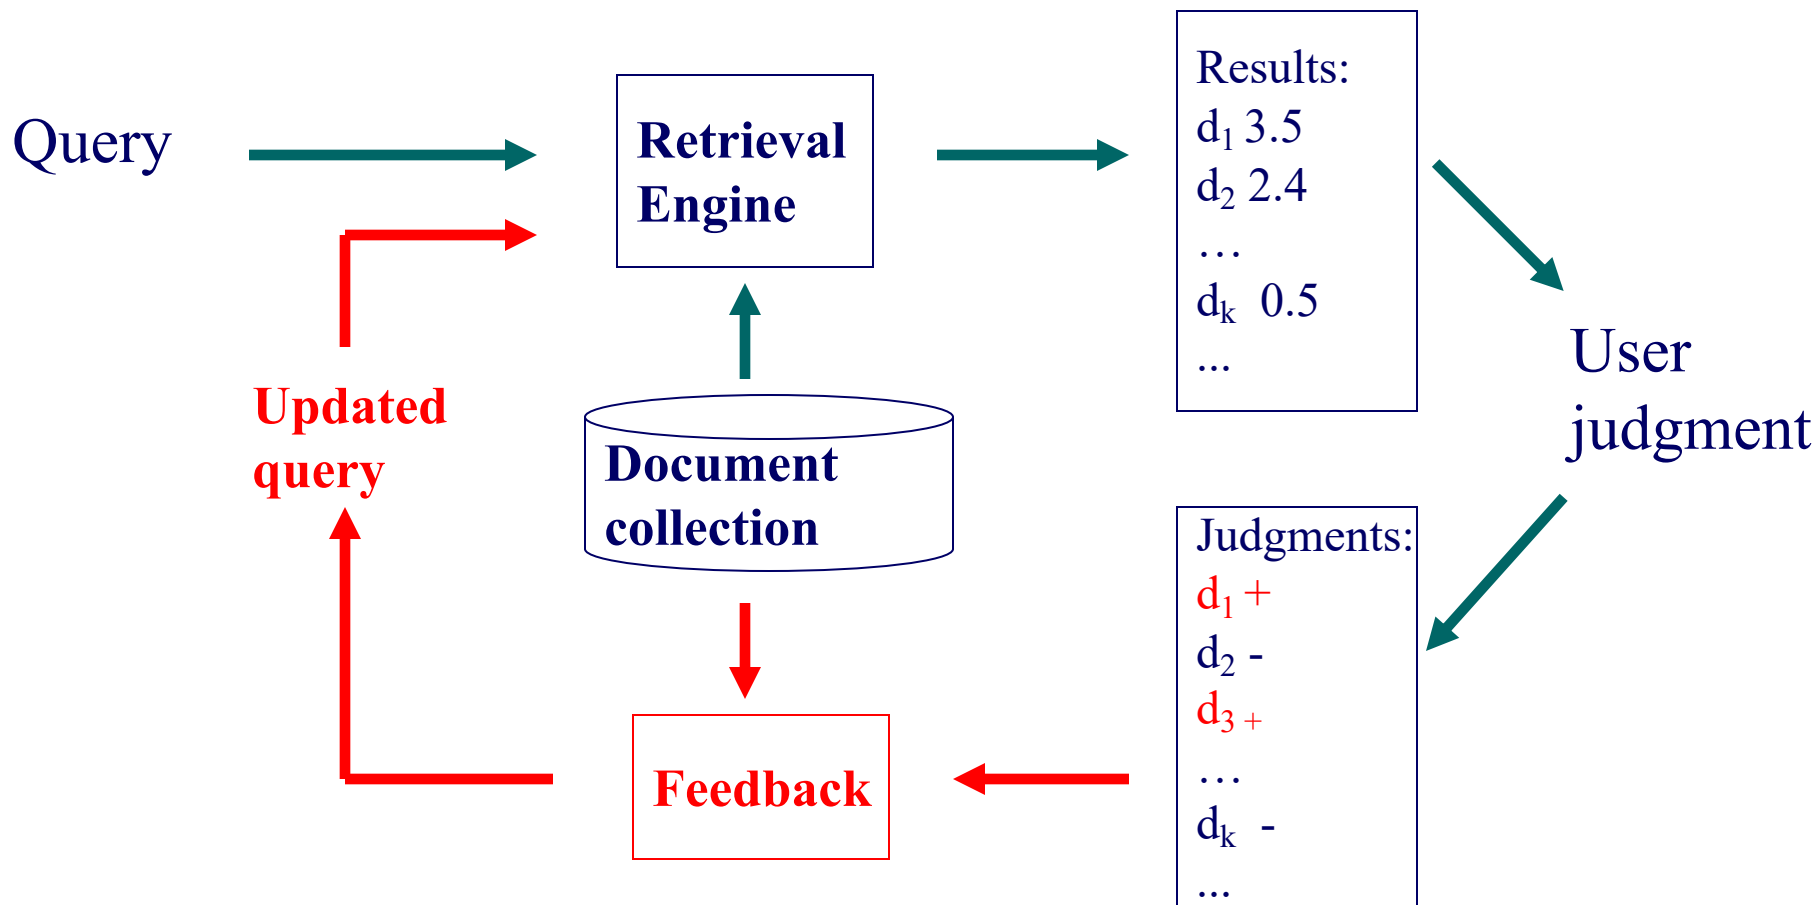 Query
Retrieval
Engine
Results:
d1 3.5
d2 2.4
…
dk 0.5
...
User
judgment
Updated
query
Document
collection
Judgments:
d1 +
d2 -
d3 +
…
dk -
...
Feedback